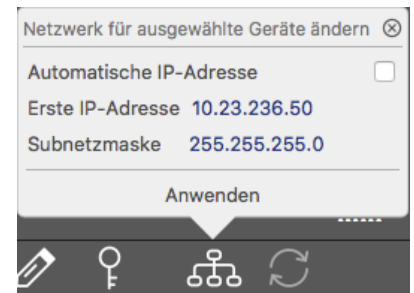 Netzwerk für ausgewählte Geräte ändern
Automatische IP-Adresse
Erste IP-Adresse 10.23.236.50
Subnetzmaske 255.255.255.0
Anwenden